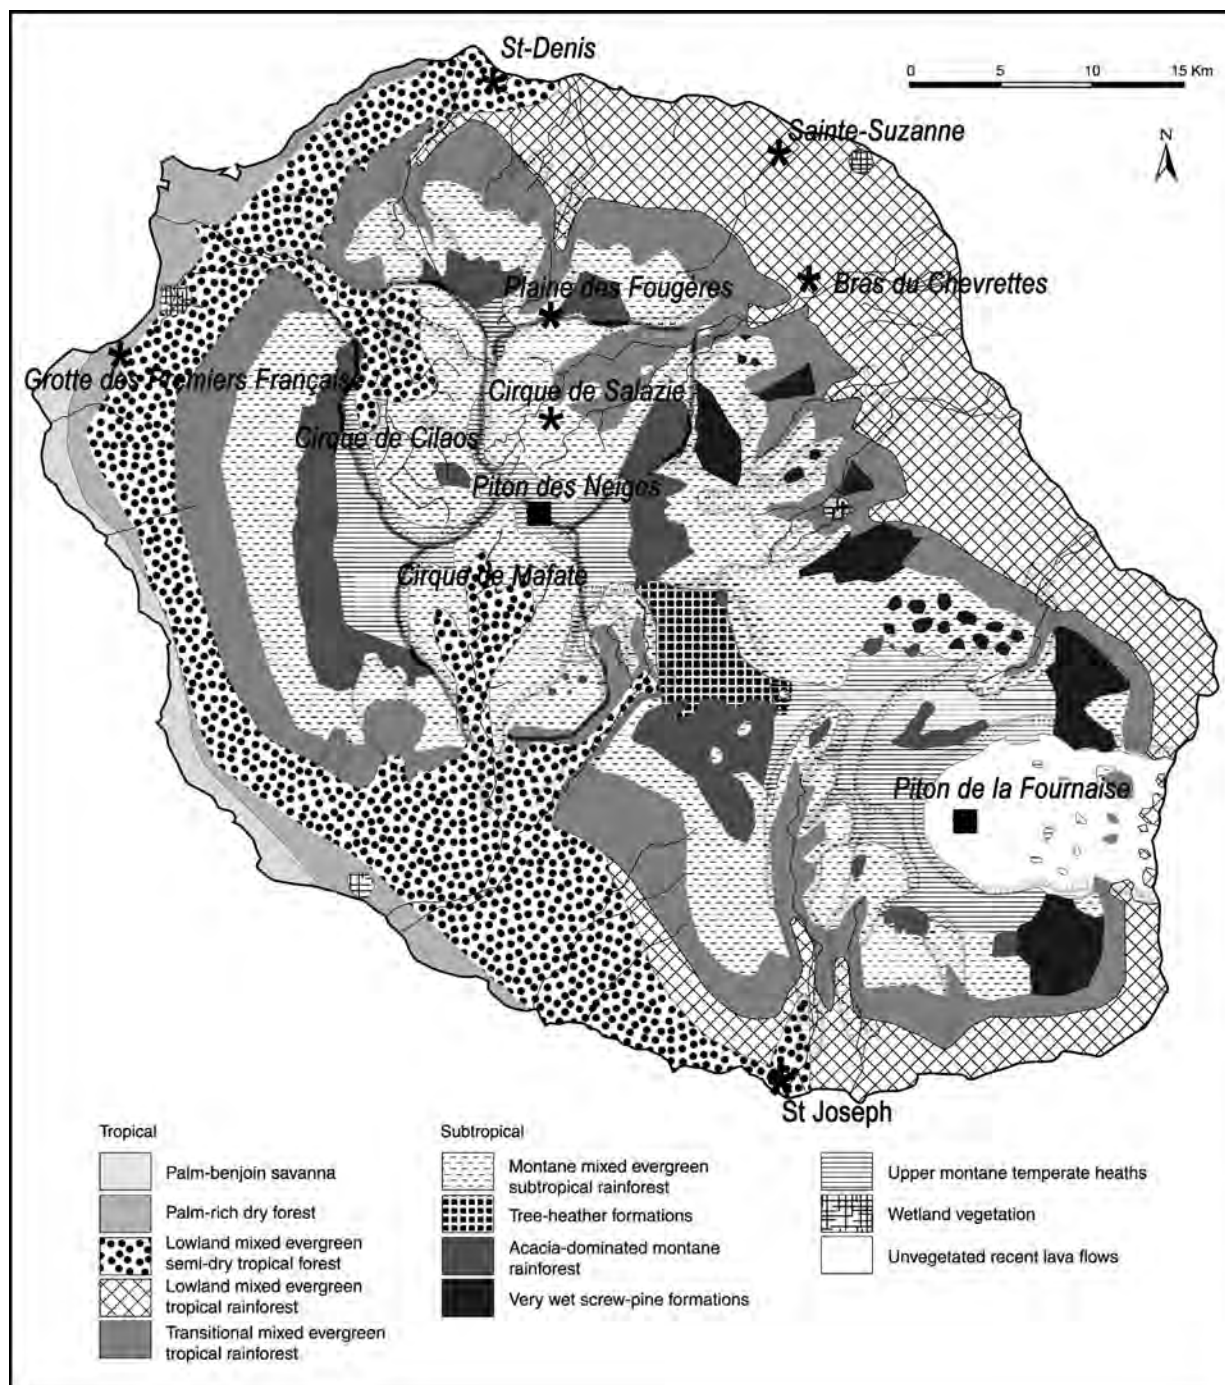 St-Denis
0 5 10 15 Km
Sainte-Suzanne
N
Plaine des Fougères
Bras du Chevrettes
Grotte des Premiers Française
Cirque de Salazie
Cirque de Cilaos
Piton des Neiges
Cirque de Mafate
Piton de la Fournaise
St Joseph
Tropical
Palm-benjoin savanna
Palm-rich dry forest
Lowland mixed evergreen
semi-dry tropical forest
Lowland mixed evergreen
tropical rainforest
Transitional mixed evergreen
tropical rainforest
Subtropical
Montane mixed evergreen
subtropical rainforest
Tree-heather formations
Acacia-dominated montane
rainforest
Very wet screw-pine formations
Upper montane temperate heaths
Wetland vegetation
Unvegetated recent lava flows